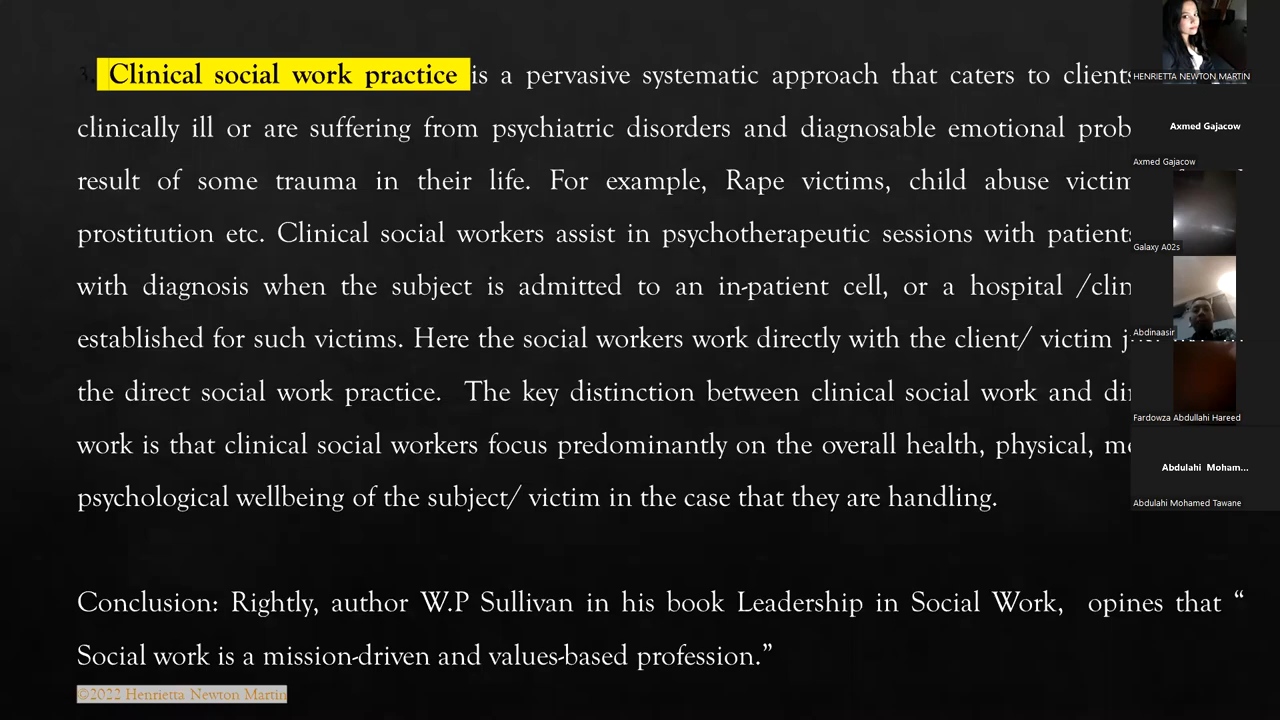 3. Clinical social work practice is a pervasive systematic approach that caters to clients
clinically ill or are suffering from psychiatric disorders and diagnosable emotional prob
result of some trauma in their life. For example, Rape victims, child abuse victim
prostitution etc. Clinical social workers assist in psychotherapeutic sessions with patients
with diagnosis when the subject is admitted to an in-patient cell, or a hospital /clin
established for such victims. Here the social workers work directly with the client/ victim
the direct social work practice. The key distinction between clinical social work and
work is that clinical social workers focus predominantly on the overall health, physical,
psychological wellbeing of the subject/ victim in the case that they are handling.
Conclusion: Rightly, author W.P Sullivan in his book Leadership in Social Work, opines that “
Social work is a mission-driven and values-based profession.”
©2022 Henrietta Newton Martin
HENRIETTA NEWTON MARTIN
Axmed Gajacow
Axmed Gajacow
Galaxy A02s
Abdinaasir
Fardowza Abdullahi Hareed
Abdulahi Moham...
Abdulahi Mohamed Tawane